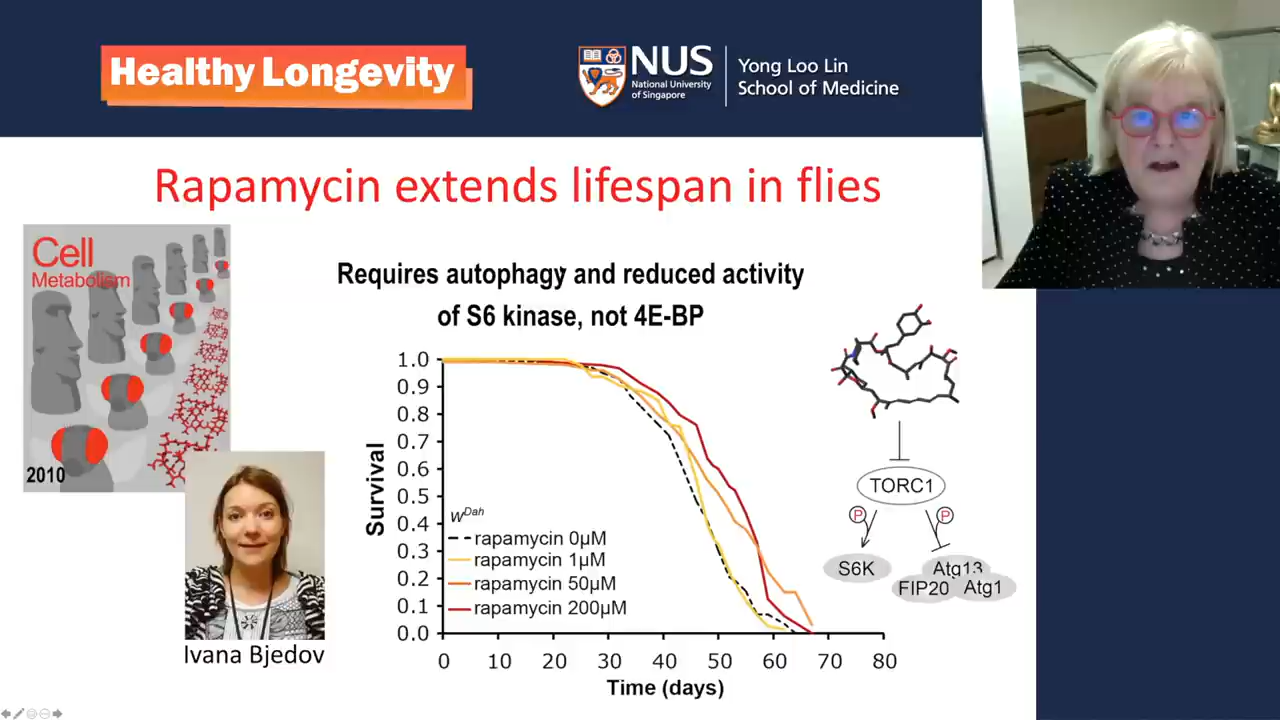 Healthy Longevity
NUS
National University
of Singapore
Yong Loo Lin
School of Medicine
Rapamycin extends lifespan in flies
Cell
Metabolism
2010
Ivana Bjedov
Requires autophagy and reduced activity
of S6 kinase, not 4E-BP
Survival
1.0
0.9
0.8
0.7
0.6
0.5
0.4
0.3
0.2
0.1
0.0
wDah
rapamycin 0µM
rapamycin 1µM
rapamycin 50µM
rapamycin 200µM
0 10 20 30 40 50 60 70 80
Time (days)
TORC1
P P
S6K
Atg13
FIP20 Atg1